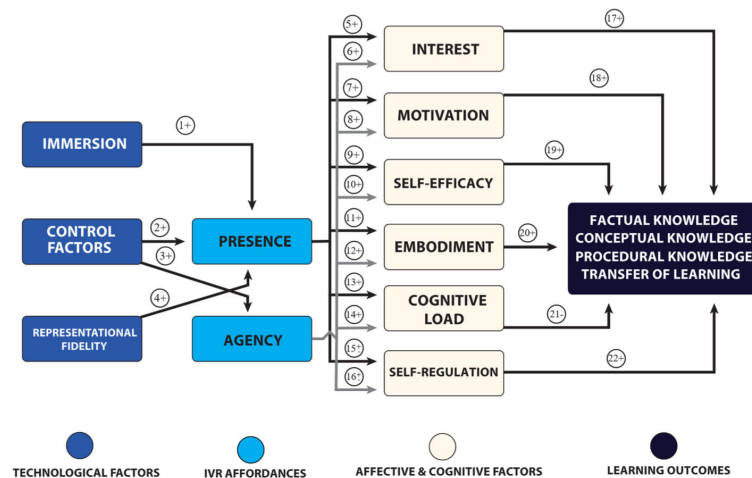 5+
17+
6+
INTEREST
18+
7+
MOTIVATION
8+
1+
IMMERSION
9+
19+
SELF-EFFICACY
10+
CONTROL
FACTORS
2+
3+
PRESENCE
11+
EMBODIMENT
20+
12+
FACTUAL KNOWLEDGE
CONCEPTUAL KNOWLEDGE
PROCEDURAL KNOWLEDGE
TRANSFER OF LEARNING
4+
13+
COGNITIVE
LOAD
14+
21-
REPRESENTATIONAL
FIDELITY
AGENCY
15+
SELF-REGULATION
22+
16+
TECHNOLOGICAL FACTORS
IVR AFFORDANCES
AFFECTIVE & COGNITIVE FACTORS
LEARNING OUTCOMES